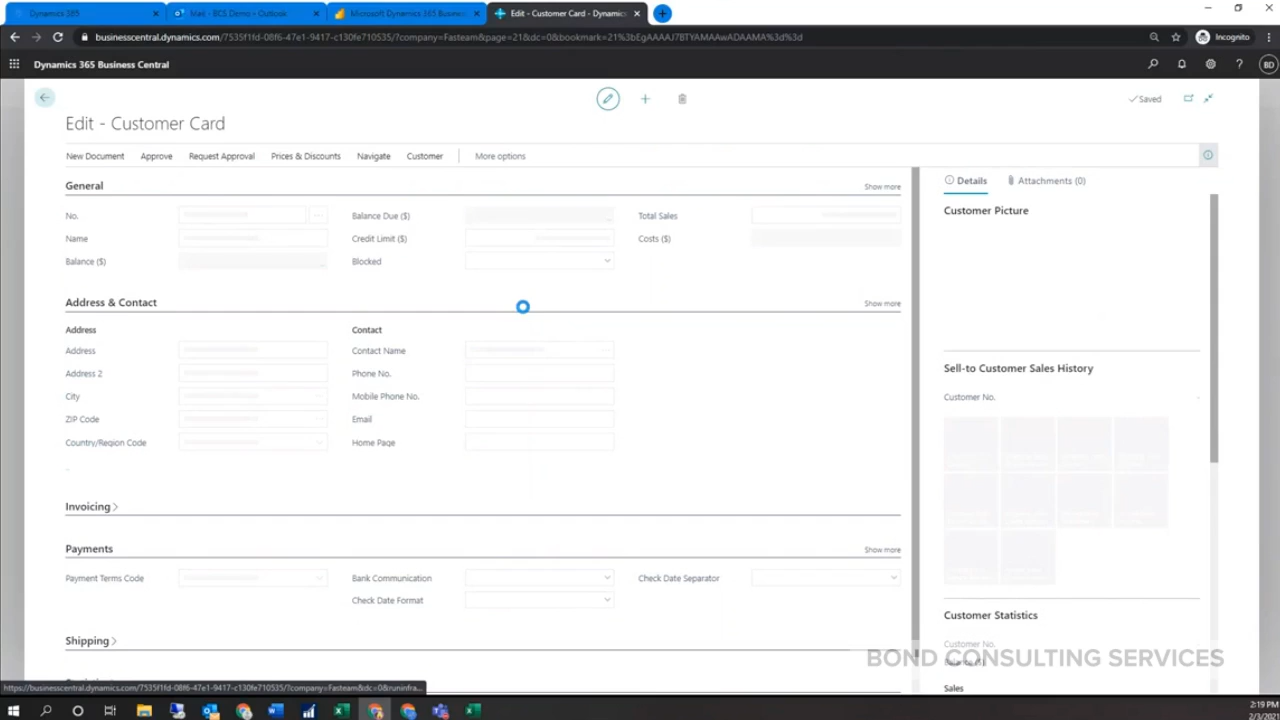 Dynamics 365
Mail - BCS Demo - Outlook
Microsoft Dynamics 365 Busines
Edit - Customer Card - Dynamics
businesscentral.dynamics.com/7535f1fd-08f6-47e1-9417-c130fe710535/?company=Fasteam&page=21&dc=0&bookmark=21%3bEgAAAAJ7BTYAMAAwADAAMA%3d%3d
Incognito
Dynamics 365 Business Central
BD
Saved
Edit - Customer Card
New Document Approve Request Approval Prices & Discounts Navigate Customer More options
General Show more
No. Balance Due ($) Total Sales
Name Credit Limit ($) Costs ($)
Balance ($) Blocked
Address & Contact Show more
Address Contact
Address Contact Name
Address 2 Phone No.
City Mobile Phone No.
ZIP Code Email
Country/Region Code Home Page
Invoicing
Payments Show more
Payment Terms Code Bank Communication Check Date Separator
Check Date Format
Shipping
Details Attachments (0)
Customer Picture
Sell-to Customer Sales History
Customer No.
Customer Statistics
Customer No.
Balance ($)
Sales
BOND CONSULTING SERVICES
https://businesscentral.dynamics.com/7535f1fd-08f6-47e1-9417-c130fe710535/?company=Fasteam&dc=0&runinfra...
2:19 PM
2/3/2021